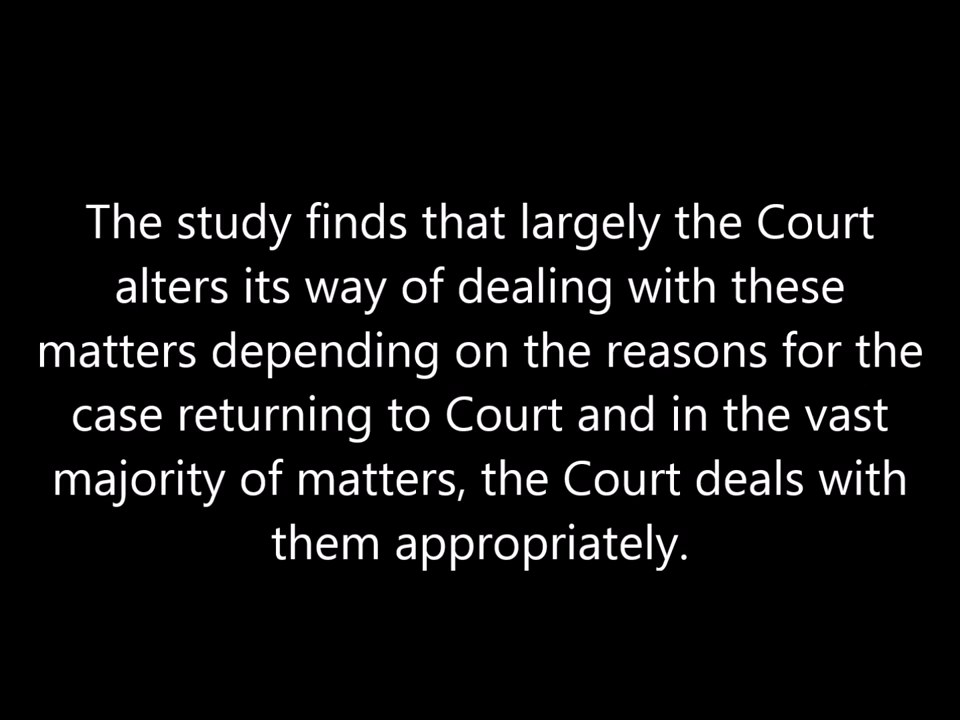 The study finds that largely the Court
alters its way of dealing with these
matters depending on the reasons for the
case returning to Court and in the vast
majority of matters, the Court deals with
them appropriately.